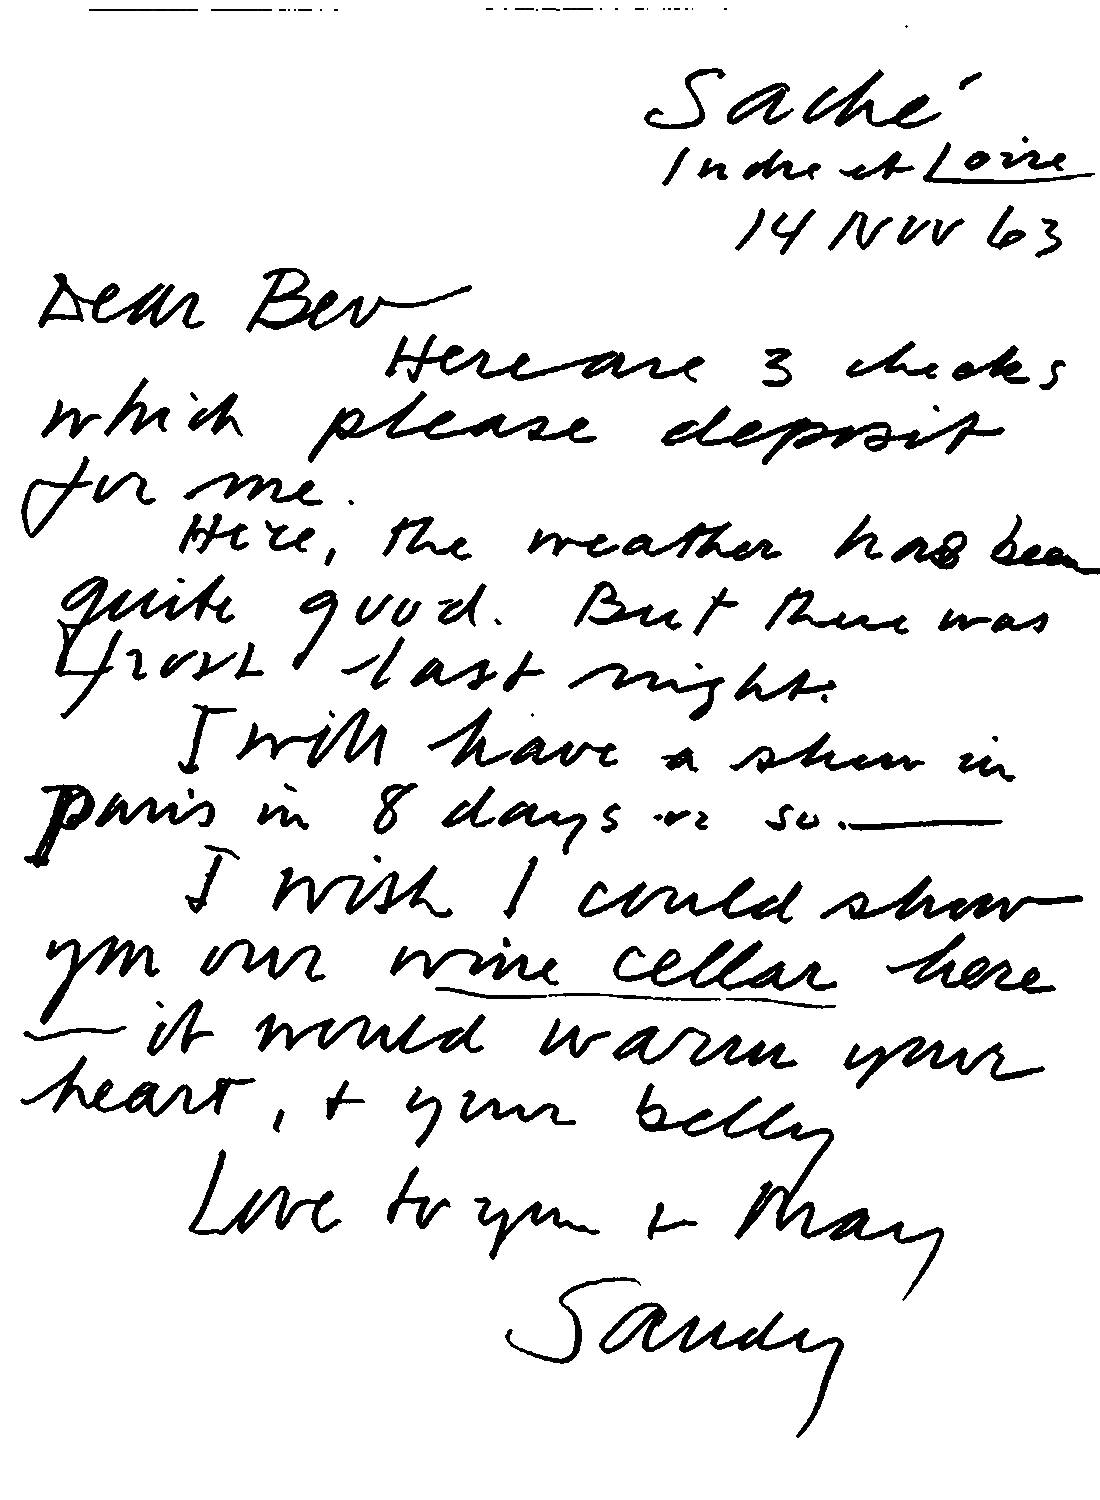 Saché
Indre et Loire
14 Nov 63
Dear Bev
Here are 3 checks
which please deposit
for me.
Here, the weather has been
quite good. But there was
frost last night.
I will have a show in
Paris in 8 days or so.—
I wish I could show
you our wine cellar here
— it would warm your
heart, + your belly
Love to you + May
Sandy